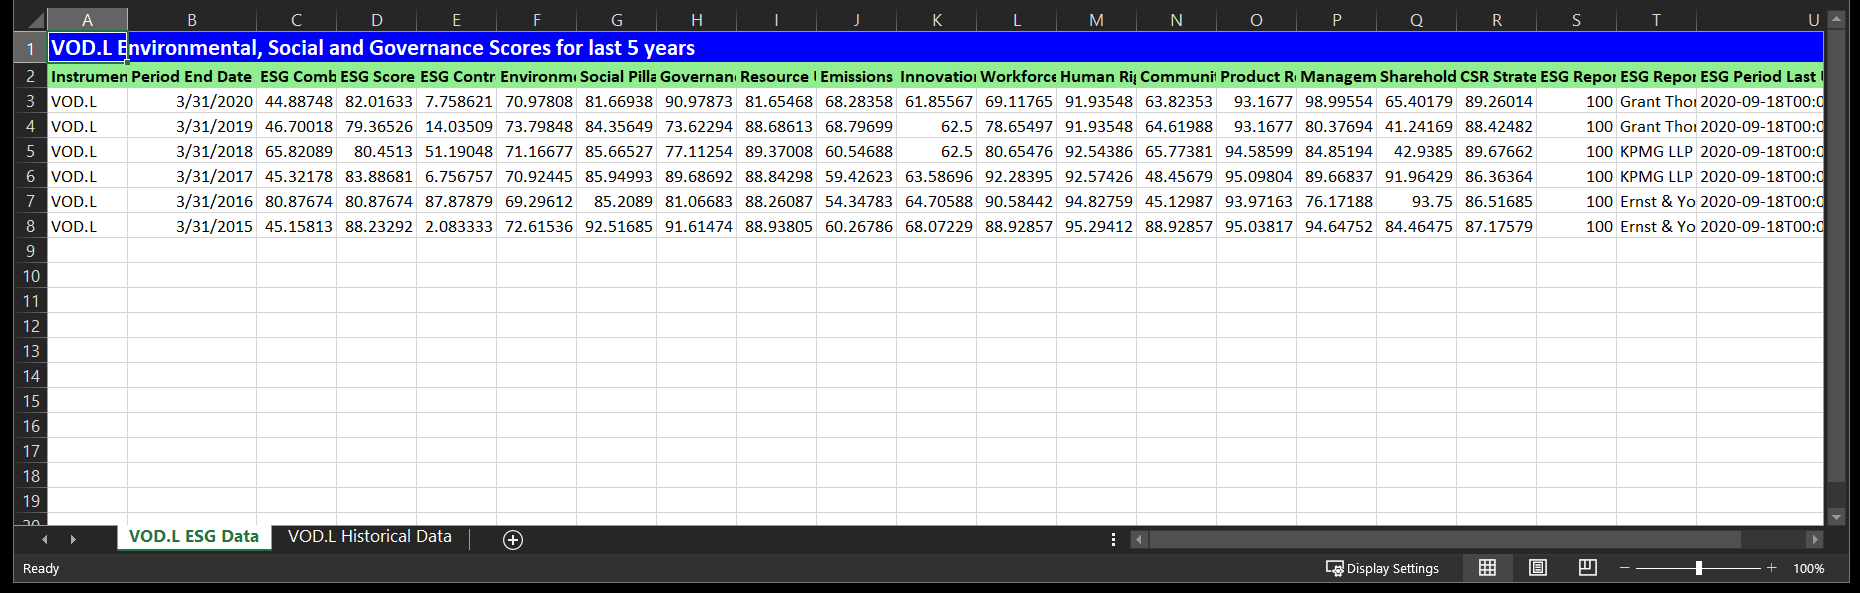 A B C D E F G H I J K L M N O P Q R S T U
1 VOD.L Environmental, Social and Governance Scores for last 5 years
2 Instrumen Period End Date ESG Comb ESG Score ESG Contr Environme Social Pilla Governan Resource Emissions Innovation Workforce Human Rig Communit Product Re Managem Sharehold CSR Strate ESG Repor ESG Repor ESG Period Last
3 VOD.L 3/31/2020 44.88748 82.01633 7.758621 70.97808 81.66938 90.97873 81.65468 68.28358 61.85567 69.11765 91.93548 63.82353 93.1677 98.99554 65.40179 89.26014 100 Grant Thor 2020-09-18T00:0
4 VOD.L 3/31/2019 46.70018 79.36526 14.03509 73.79848 84.35649 73.62294 88.68613 68.79699 62.5 78.65497 91.93548 64.61988 93.1677 80.37694 41.24169 88.42482 100 Grant Thor 2020-09-18T00:0
5 VOD.L 3/31/2018 65.82089 80.4513 51.19048 71.16677 85.66527 77.11254 89.37008 60.54688 62.5 80.65476 92.54386 65.77381 94.58599 84.85194 42.9385 89.67662 100 KPMG LLP 2020-09-18T00:0
6 VOD.L 3/31/2017 45.32178 83.88681 6.756757 70.92445 85.94993 89.68692 88.84298 59.42623 63.58696 92.28395 92.57426 48.45679 95.09804 89.66837 91.96429 86.36364 100 KPMG LLP 2020-09-18T00:0
7 VOD.L 3/31/2016 80.87674 80.87674 87.87879 69.29612 85.2089 81.06683 88.26087 54.34783 64.70588 90.58442 94.82759 45.12987 93.97163 76.17188 93.75 86.51685 100 Ernst & Yo 2020-09-18T00:0
8 VOD.L 3/31/2015 45.15813 88.23292 2.083333 72.61536 92.51685 91.61474 88.93805 60.26786 68.07229 88.92857 95.29412 88.92857 95.03817 94.64752 84.46475 87.17579 100 Ernst & Yo 2020-09-18T00:0
9
10
11
12
13
14
15
16
17
18
19
20
VOD.L ESG Data VOD.L Historical Data
Ready Display Settings 100%